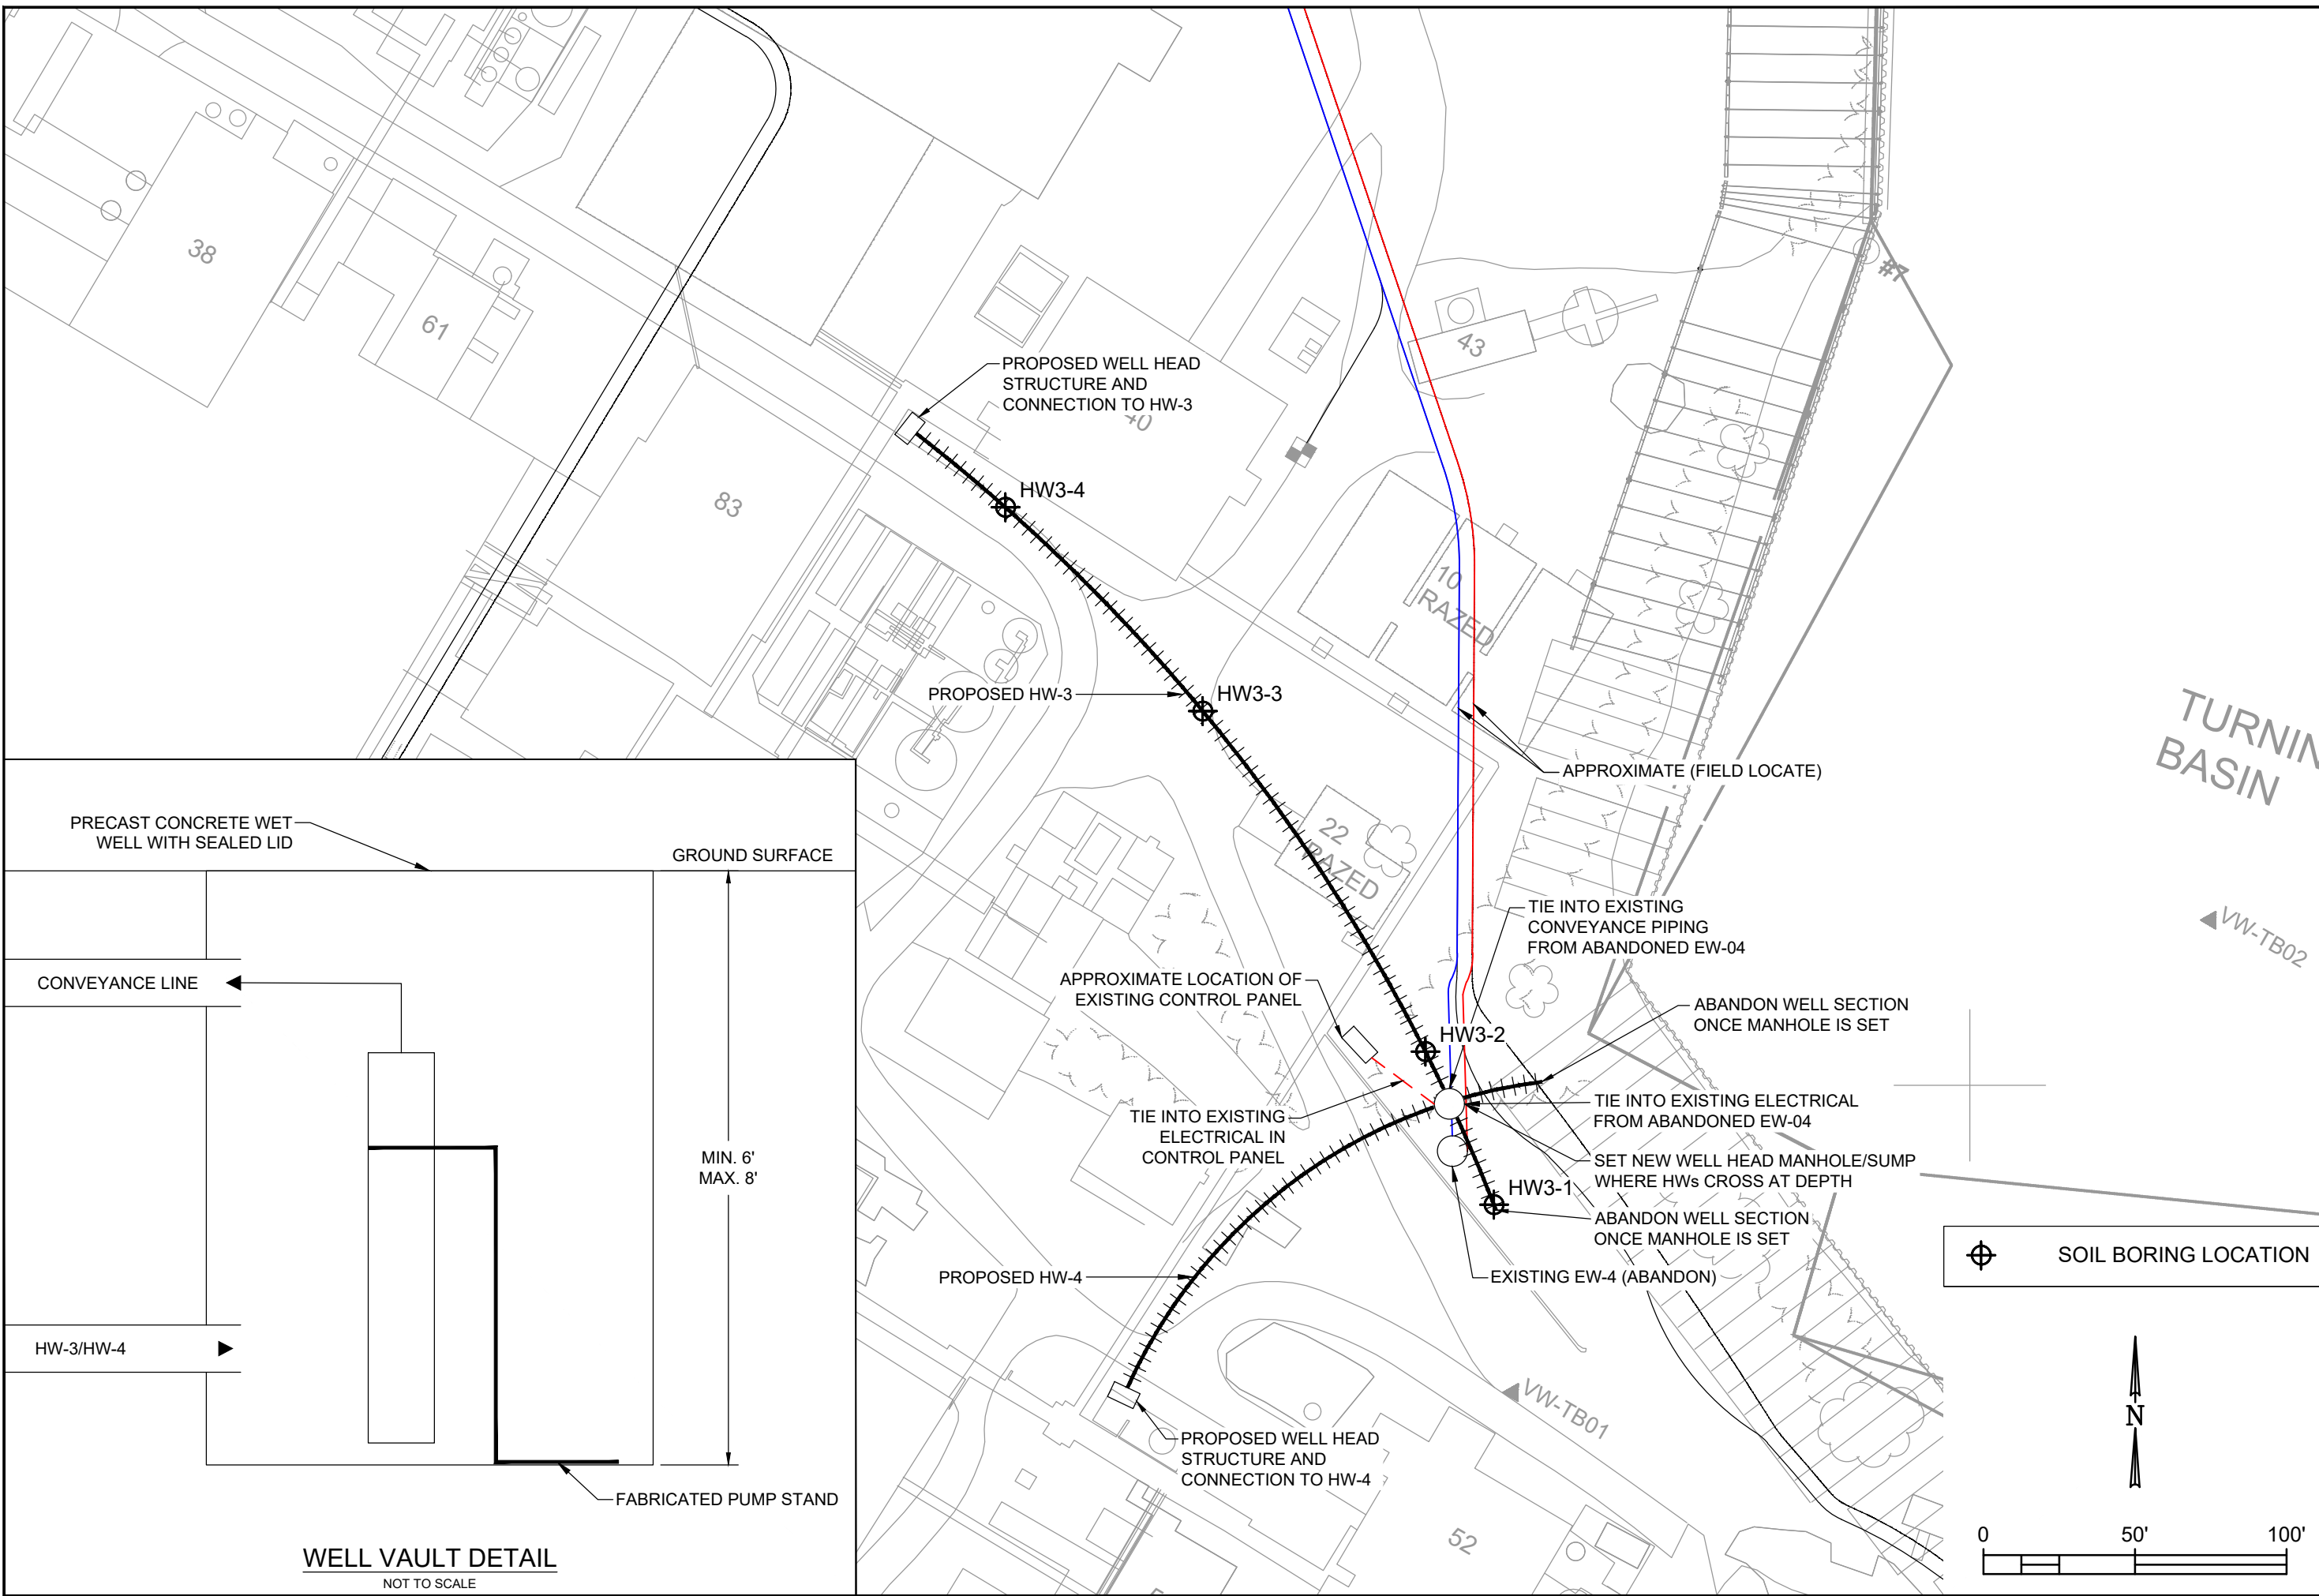 38
61
#7
43
PROPOSED WELL HEAD
STRUCTURE AND
CONNECTION TO HW-3
40
HW3-4
83
10
RAZED
PROPOSED HW-3
HW3-3
TURNIN
BASIN
APPROXIMATE (FIELD LOCATE)
22
RAZED
TIE INTO EXISTING
CONVEYANCE PIPING
FROM ABANDONED EW-04
VW-TB02
APPROXIMATE LOCATION OF
EXISTING CONTROL PANEL
ABANDON WELL SECTION
ONCE MANHOLE IS SET
HW3-2
TIE INTO EXISTING
ELECTRICAL IN
CONTROL PANEL
TIE INTO EXISTING ELECTRICAL
FROM ABANDONED EW-04
SET NEW WELL HEAD MANHOLE/SUMP
WHERE HWs CROSS AT DEPTH
HW3-1
ABANDON WELL SECTION
ONCE MANHOLE IS SET
PROPOSED HW-4
EXISTING EW-4 (ABANDON)
VW-TB01
PROPOSED WELL HEAD
STRUCTURE AND
CONNECTION TO HW-4
52
PRECAST CONCRETE WET
WELL WITH SEALED LID
GROUND SURFACE
CONVEYANCE LINE
MIN. 6'
MAX. 8'
HW-3/HW-4
FABRICATED PUMP STAND
WELL VAULT DETAIL
NOT TO SCALE
SOIL BORING LOCATION
N
0 50' 100'